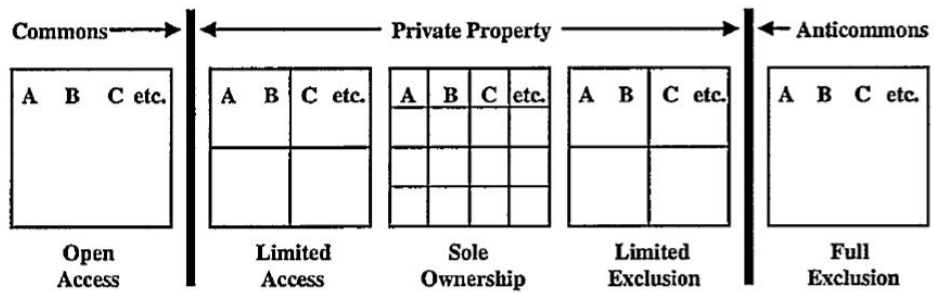 Commons
Private Property
Anticommons
A B C etc.
A B C etc.
A B C etc.
A B C etc.
A B C etc.
Open
Access
Limited
Access
Sole
Ownership
Limited
Exclusion
Full
Exclusion